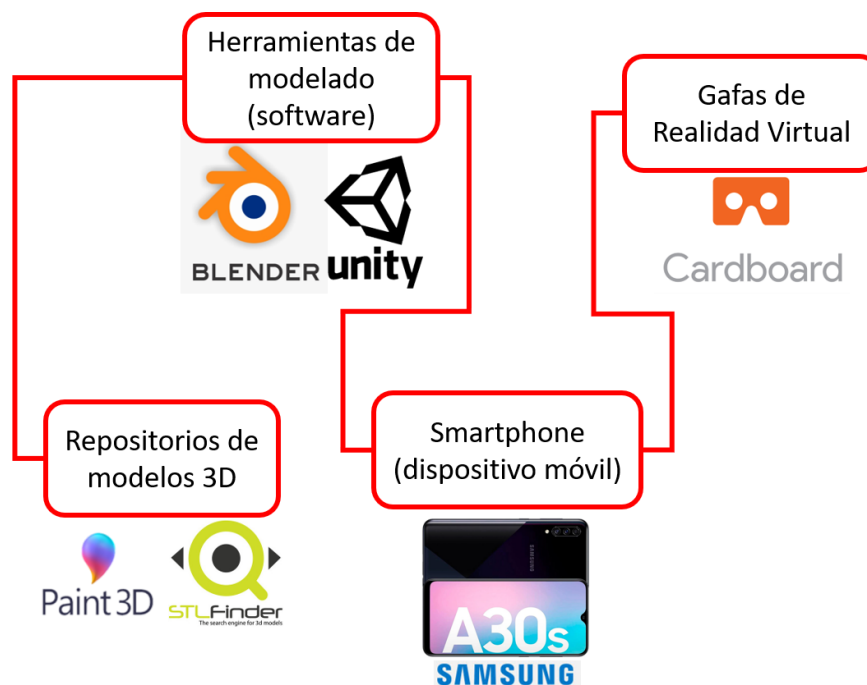 Herramientas de
modelado
(software)
BLENDER
unity
Gafas de
Realidad Virtual
Cardboard
Repositorios de
modelos 3D
Paint 3D
STLFinder
The search engine for 3d models
Smartphone
(dispositivo móvil)
SAMSUNG
A30s
SAMSUNG